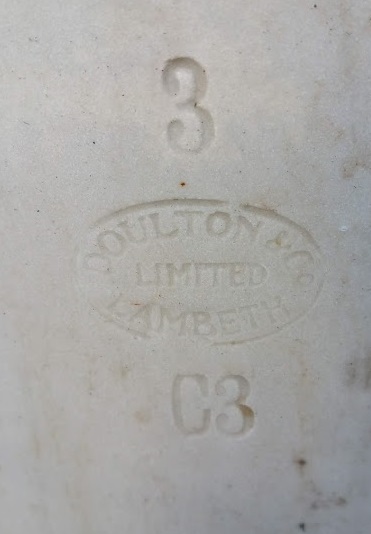 3
DOULTON & Co
LIMITED
LAMBETH
C3